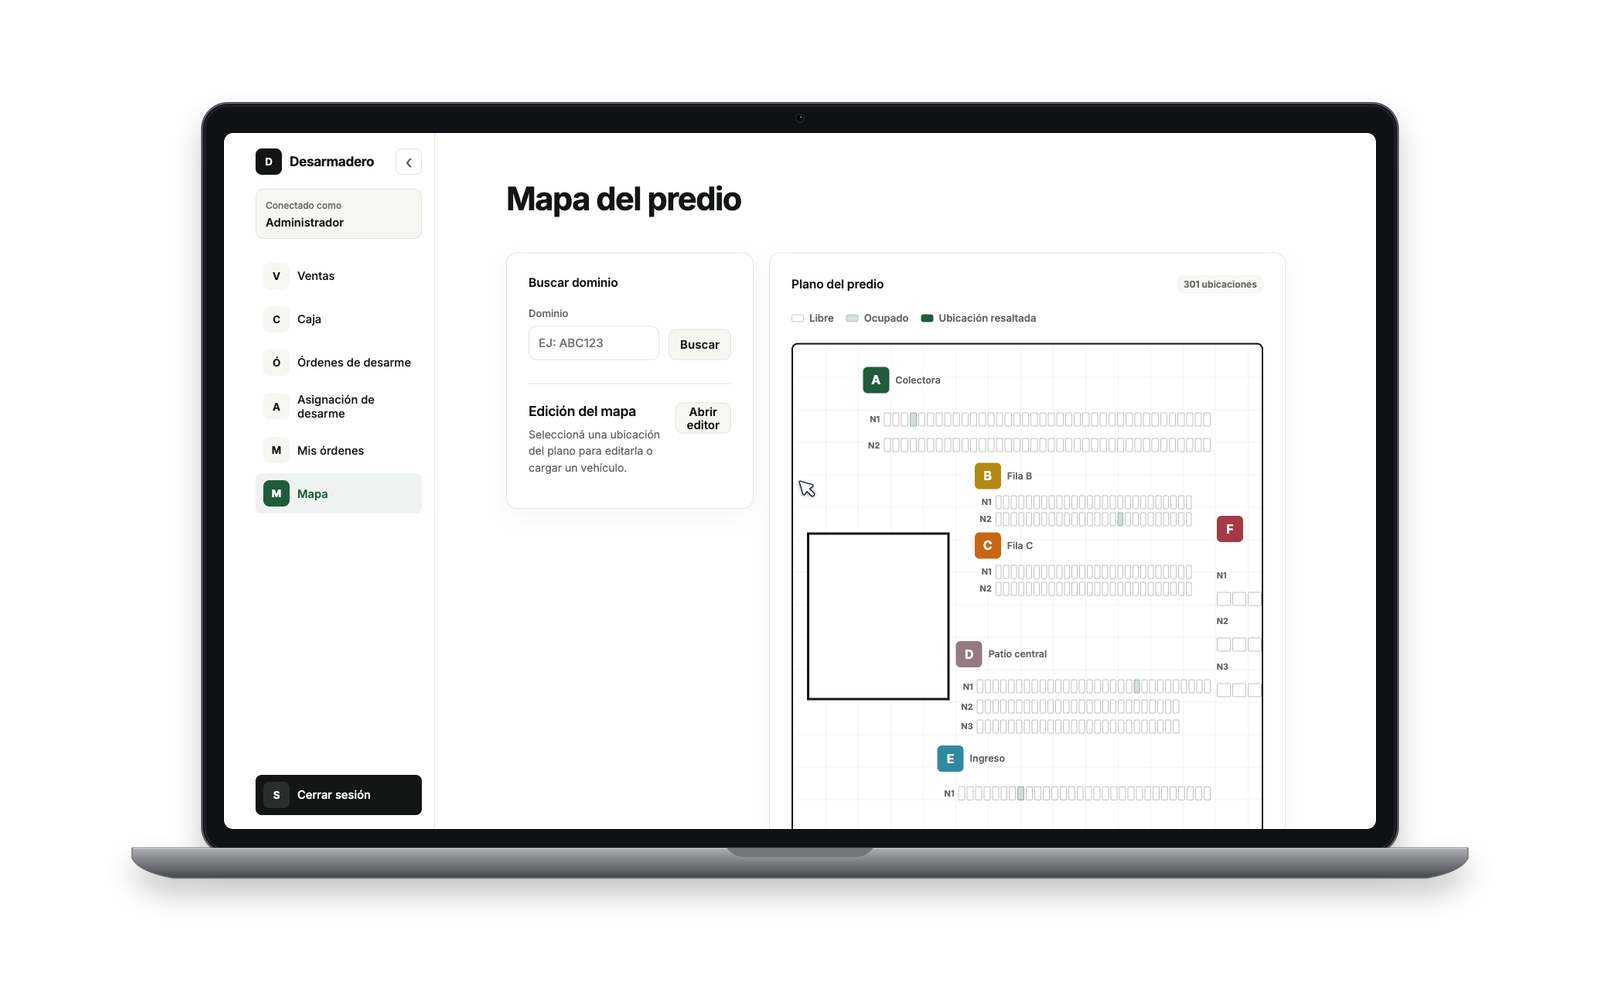 D Desarmadero
Conectado como
Administrador
V Ventas
C Caja
Ó Órdenes de desarme
A Asignación de
desarme
M Mis órdenes
M Mapa
S Cerrar sesión
Mapa del predio
Buscar dominio
Dominio
EJ: ABC123
Buscar
Edición del mapa
Abrir
editor
Seleccioná una ubicación
del plano para editarla o
cargar un vehículo.
Plano del predio
301 ubicaciones
Libre Ocupado Ubicación resaltada
A Colectora
N1
N2
B Fila B
N1
N2
C Fila C
N1
N2
D Patio central
N1
N2
N3
E Ingreso
N1
F
N1
N2
N3